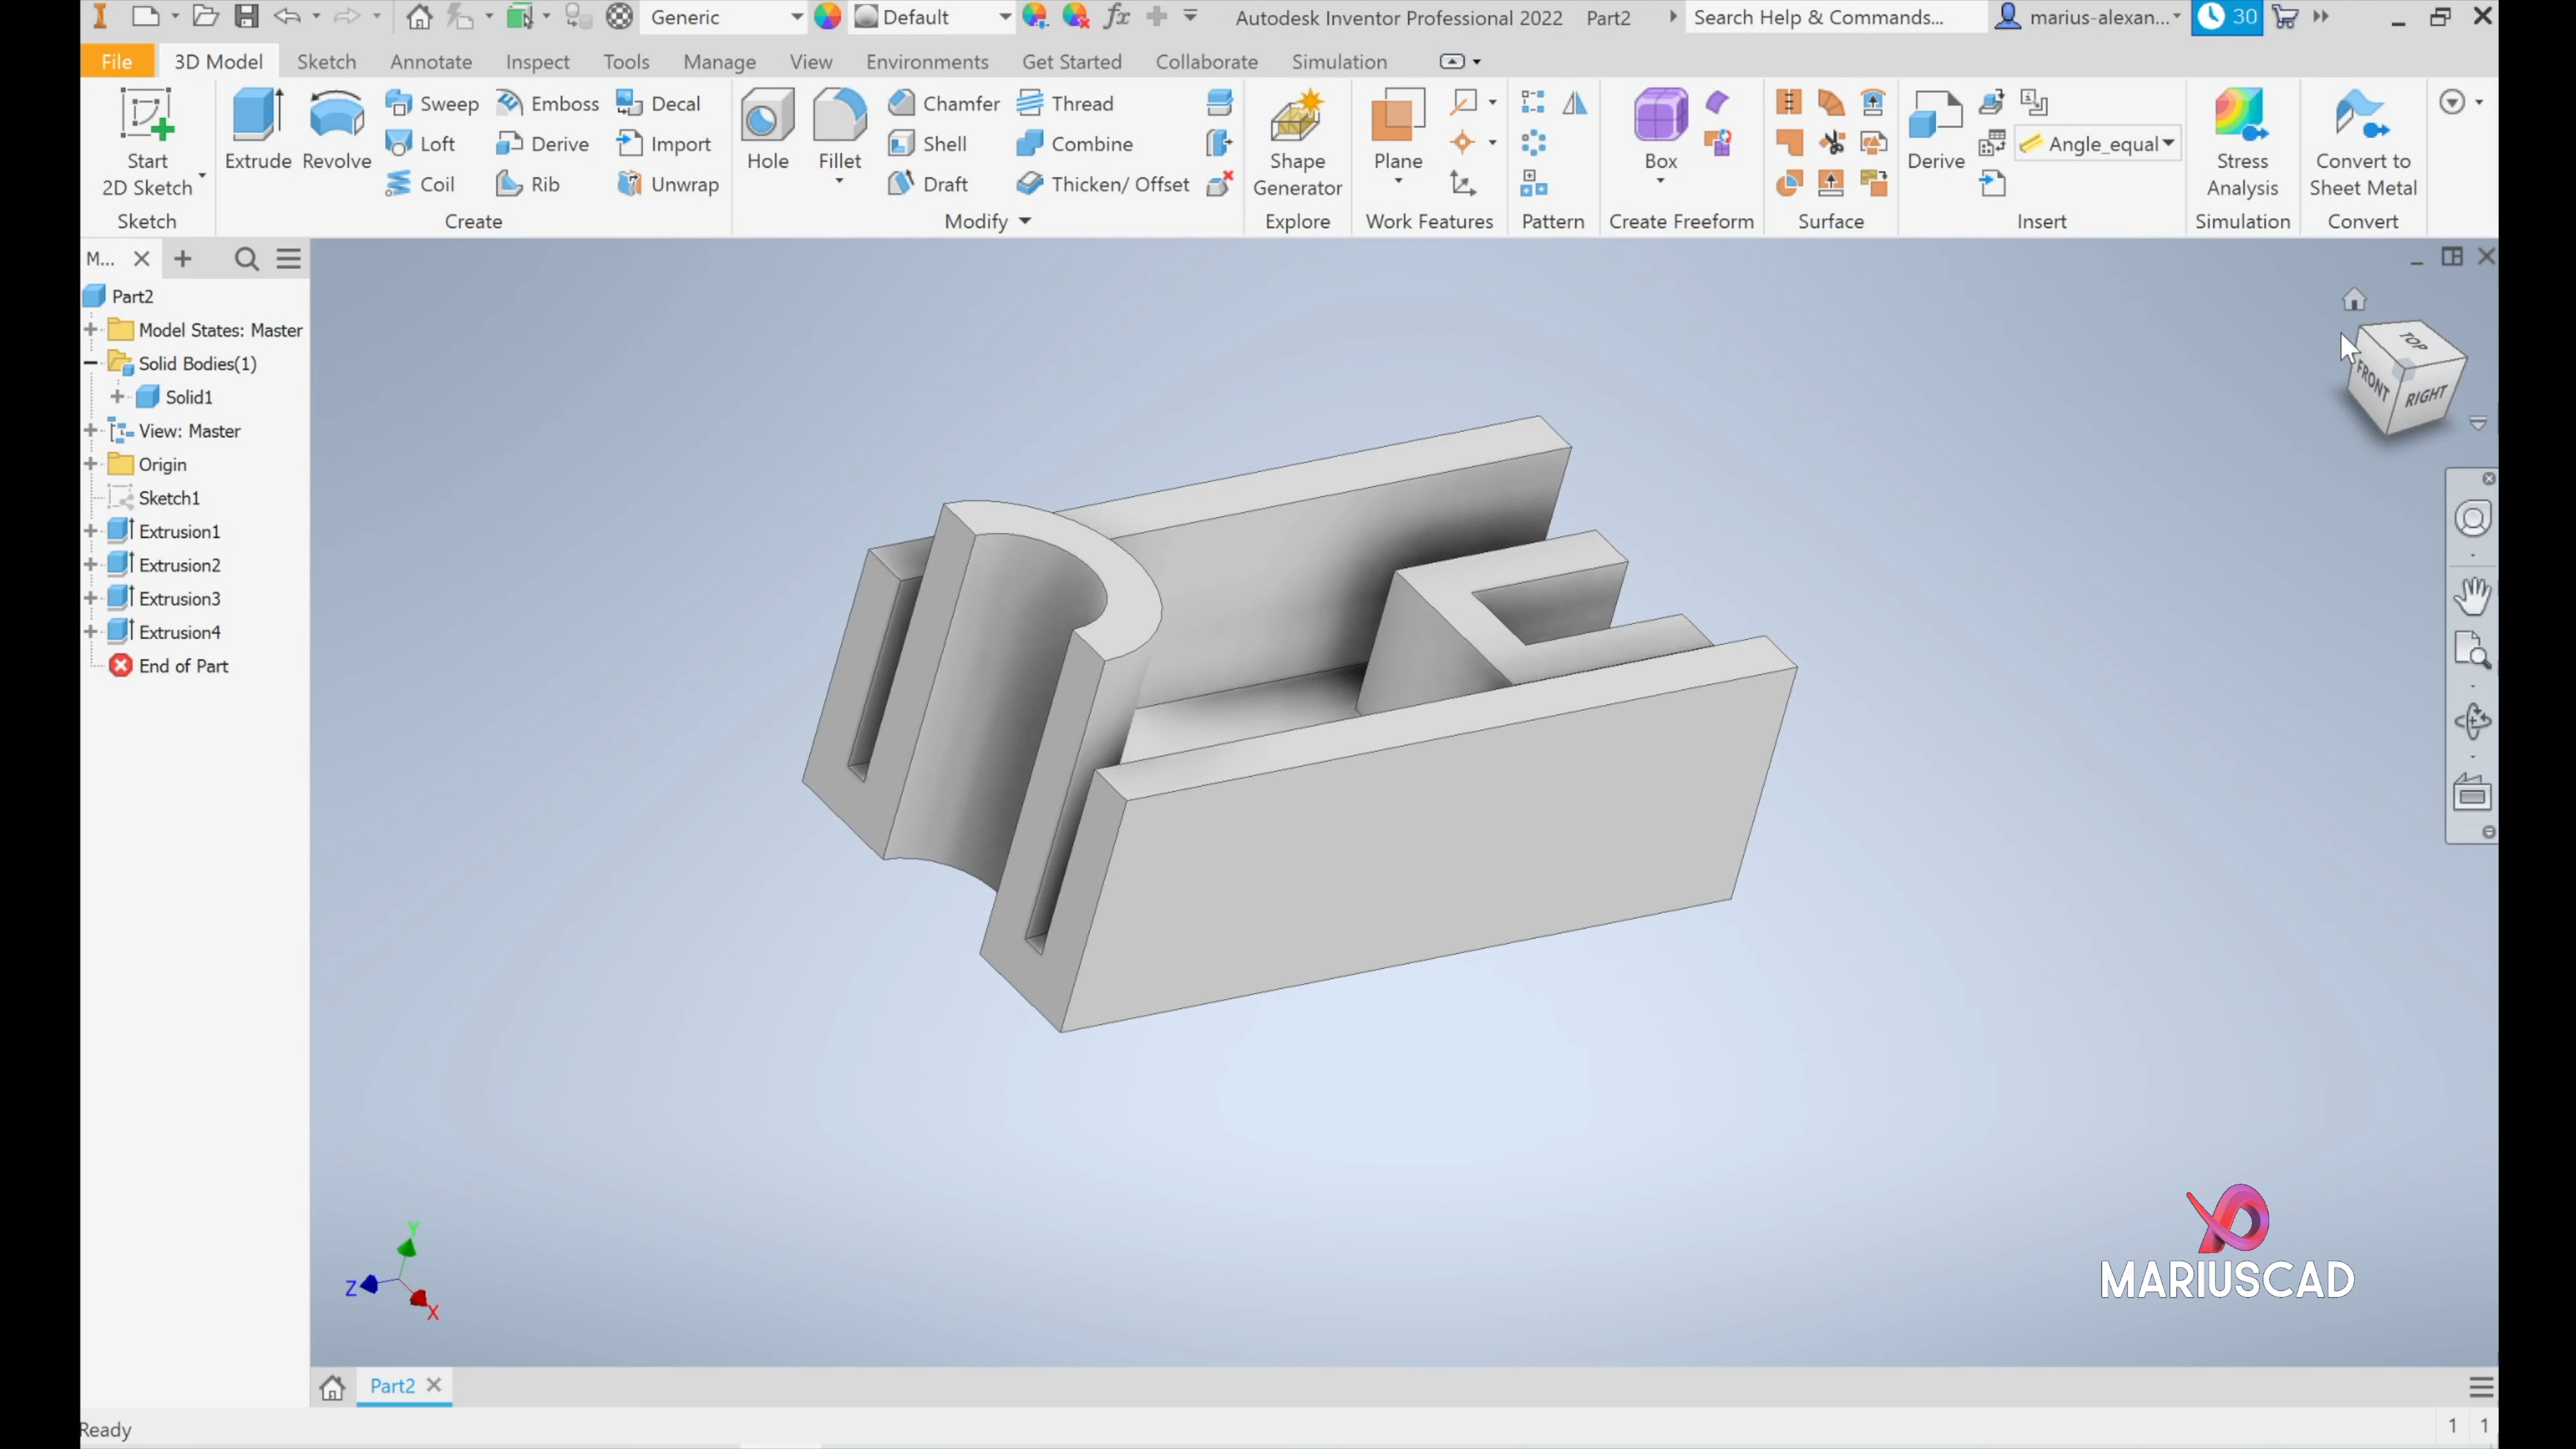 Generic
Default
fx
Autodesk Inventor Professional 2022 Part2
Search Help & Commands...
marius-alexan...
30
File
3D Model
Sketch
Annotate
Inspect
Tools
Manage
View
Environments
Get Started
Collaborate
Simulation
Start
2D Sketch
Extrude
Revolve
Sweep
Emboss
Decal
Loft
Derive
Import
Coil
Rib
Unwrap
Hole
Fillet
Chamfer
Thread
Shell
Combine
Draft
Thicken/ Offset
Shape
Generator
Plane
Box
Derive
Angle_equal
Stress
Analysis
Convert to
Sheet Metal
Sketch
Create
Modify
Explore
Work Features
Pattern
Create Freeform
Surface
Insert
Simulation
Convert
M...
Part2
Model States: Master
Solid Bodies(1)
Solid1
View: Master
Origin
Sketch1
Extrusion1
Extrusion2
Extrusion3
Extrusion4
End of Part
TOP
FRONT
RIGHT
Y
Z
X
MARIUSCAD
Part2
Ready
1 1